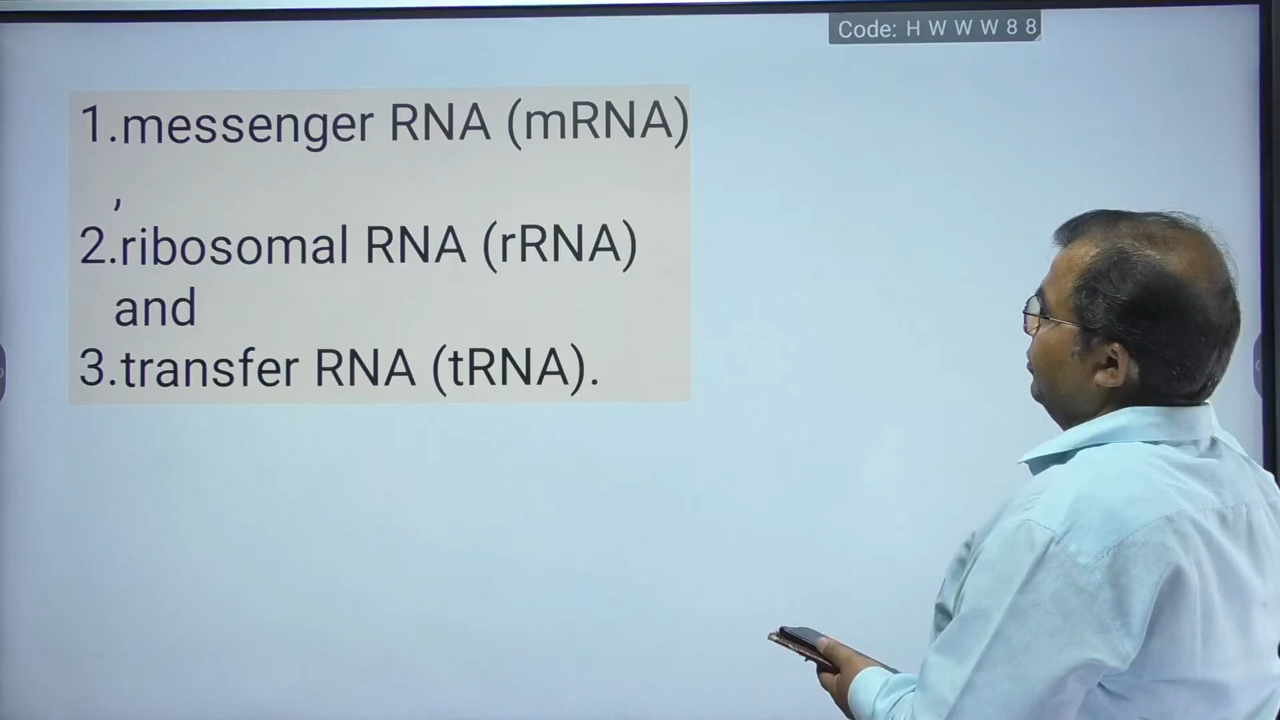 Code: H W W W 8 8
1.messenger RNA (mRNA)
,
2.ribosomal RNA (rRNA)
and
3.transfer RNA (tRNA).